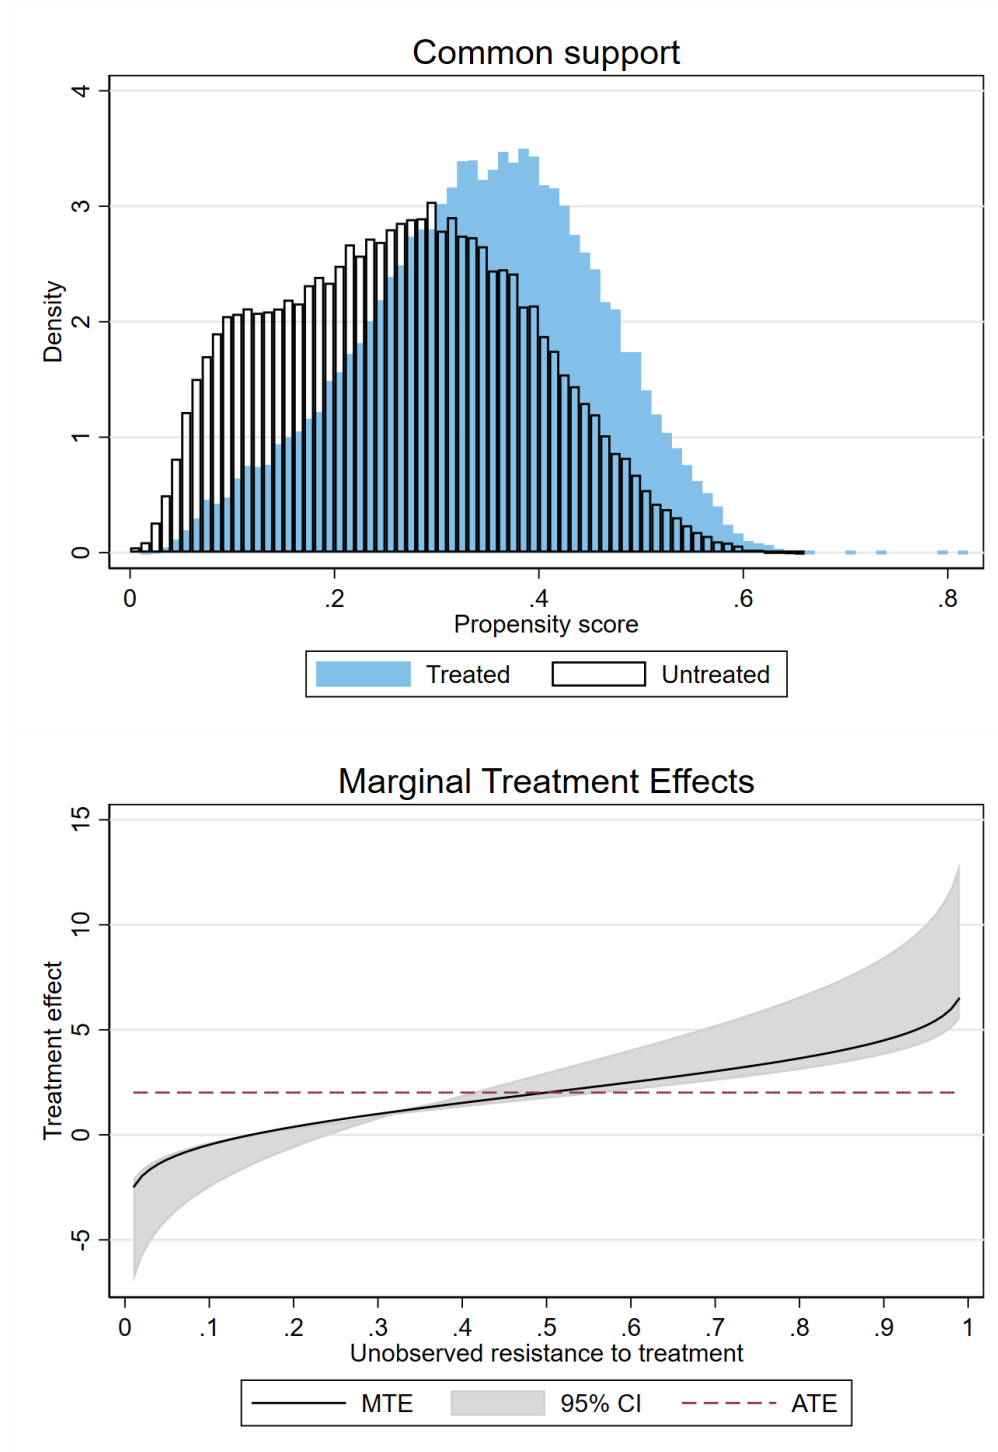 Common support
4
3
2
1
0
Density
0 .2 .4 .6 .8
Propensity score
Treated Untreated
Marginal Treatment Effects
15
10
5
0
-5
Treatment effect
0 .1 .2 .3 .4 .5 .6 .7 .8 .9 1
Unobserved resistance to treatment
MTE 95% CI ATE